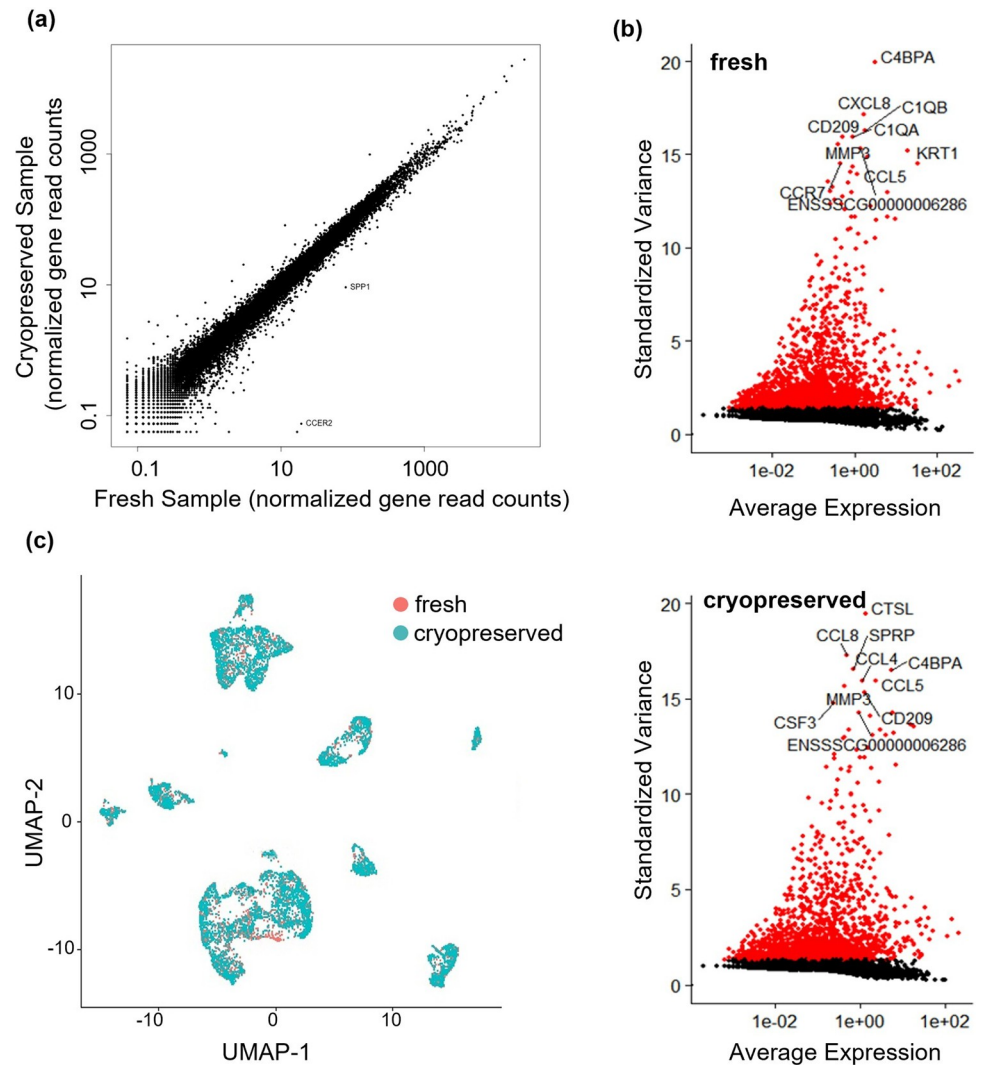 (a)
Cryopreserved Sample
(normalized gene read counts)
1000
10
0.1
SPP1
CCER2
0.1
10
1000
Fresh Sample (normalized gene read counts)
(b)
fresh
Standardized Variance
20
15
10
5
0
C4BPA
CXCL8
C1QB
CD209
C1QA
MMP3
KRT1
CCL5
CCR7
ENSSSCG00000006286
1e-02
1e+00
1e+02
Average Expression
(c)
fresh
cryopreserved
UMAP-2
10
0
-10
-10
0
10
UMAP-1
cryopreserved
Standardized Variance
20
15
10
5
0
CTSL
CCL8
SPRP
CCL4
C4BPA
CCL5
MMP3
CSF3
CD209
ENSSSCG00000006286
1e-02
1e+00
1e+02
Average Expression